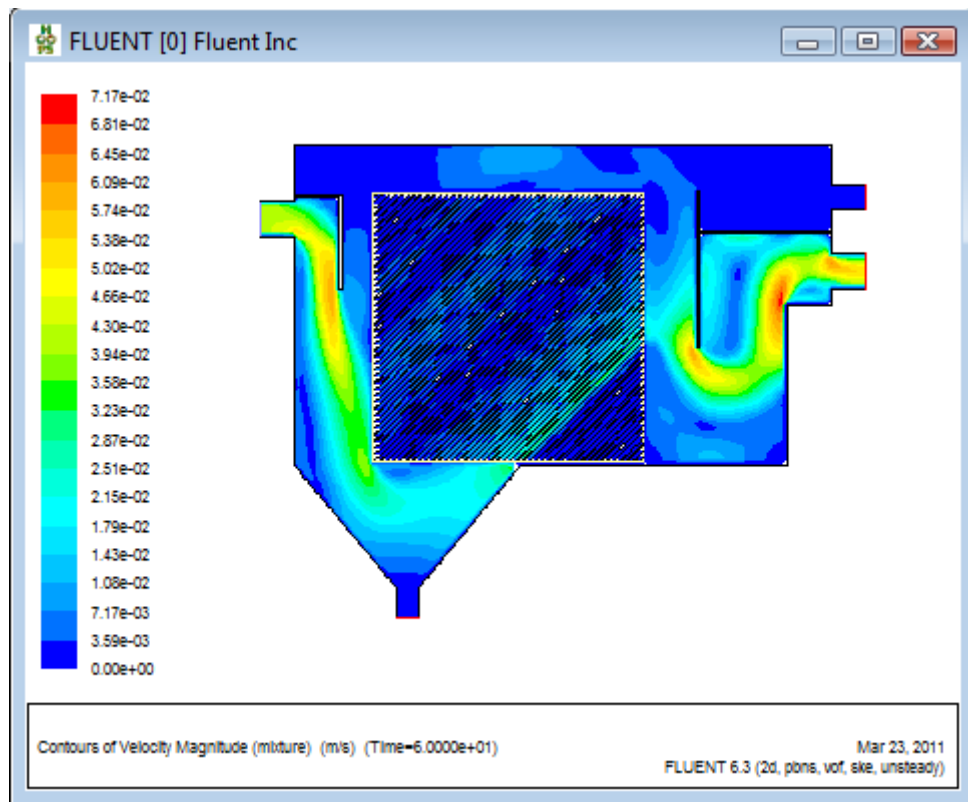 FLUENT [0] Fluent Inc
7.17e-02
6.81e-02
6.45e-02
6.09e-02
5.74e-02
5.38e-02
5.02e-02
4.66e-02
4.30e-02
3.94e-02
3.58e-02
3.23e-02
2.87e-02
2.51e-02
2.15e-02
1.79e-02
1.43e-02
1.08e-02
7.17e-03
3.59e-03
0.00e+00
Contours of Velocity Magnitude (mixture) (m/s) (Time=6.0000e+01)
Mar 23, 2011
FLUENT 6.3 (2d, pbns, vof, ske, unsteady)